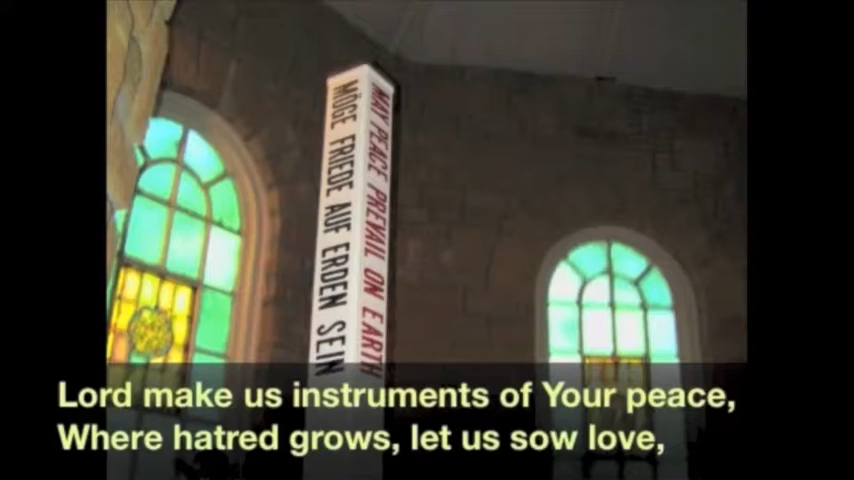 MÖGE FRIEDE AUF ERDEN SEIN
MAY PEACE PREVAIL ON EARTH
Lord make us instruments of Your peace,
Where hatred grows, let us sow love,